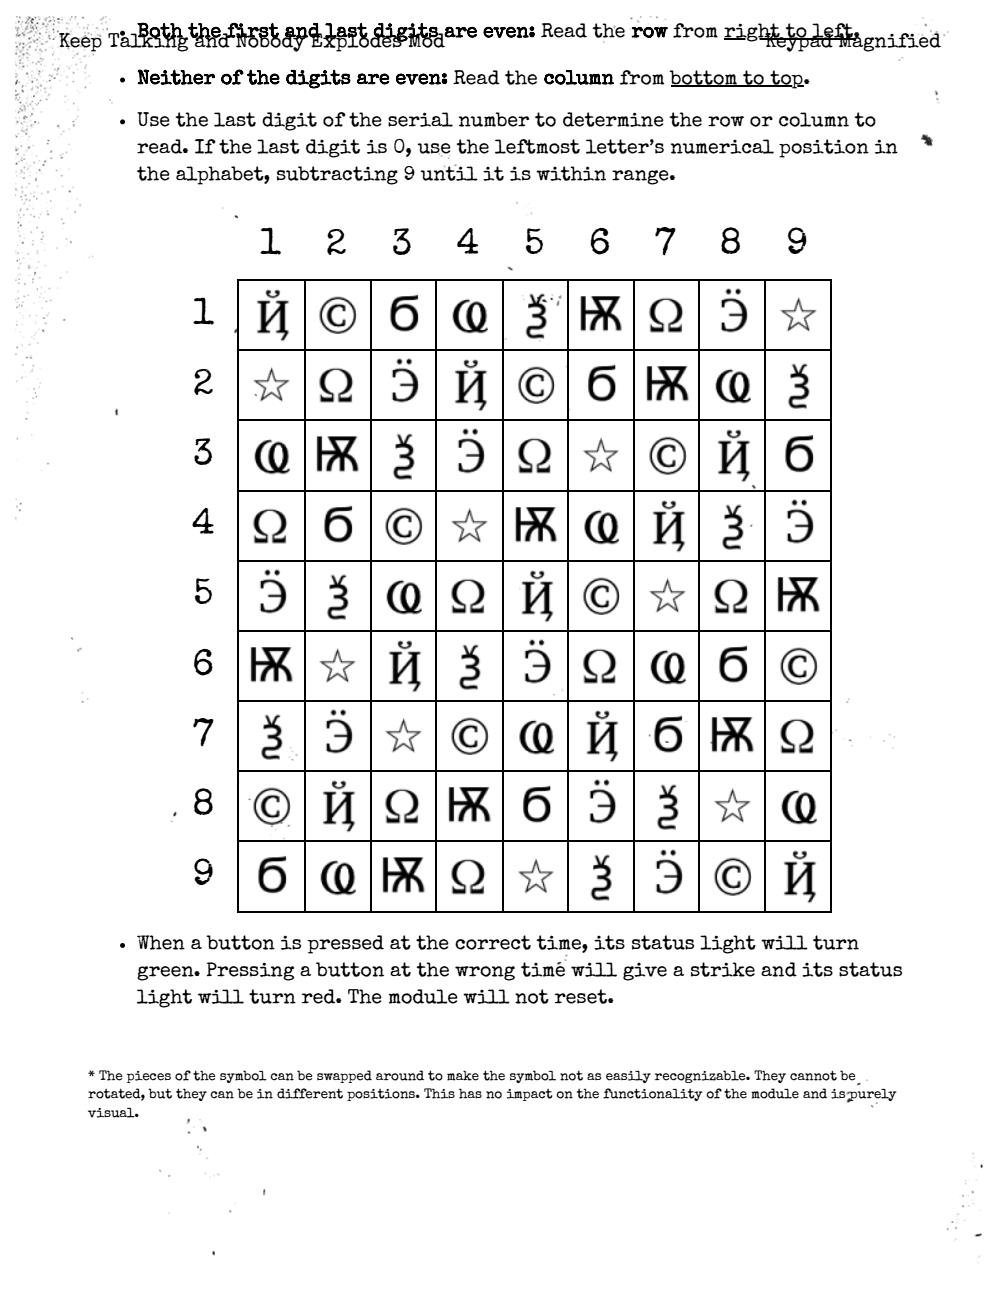 Both the first and last digits are even: Read the row from right to left.
Keep Talking and Nobody Explodes Mod Keypad Magnified
• Neither of the digits are even: Read the column from bottom to top.
• Use the last digit of the serial number to determine the row or column to
read. If the last digit is 0, use the leftmost letter's numerical position in
the alphabet, subtracting 9 until it is within range.
1 2 3 4 5 6 7 8 9
1 Ҋ © б Ѡ Ѯ Ѭ Ω Ӭ ☆
2 ☆ Ω Ӭ Ҋ © б Ѭ Ѡ Ѯ
3 Ѡ Ѭ Ѯ Ӭ Ω ☆ © Ҋ б
4 Ω б © ☆ Ѭ Ѡ Ҋ Ѯ Ӭ
5 Ӭ Ѯ Ѡ Ω Ҋ © ☆ Ω Ѭ
6 Ѭ ☆ Ҋ Ѯ Ӭ Ω Ѡ б ©
7 Ѯ Ӭ ☆ © Ѡ Ҋ б Ѭ Ω
8 © Ҋ Ω Ѭ б Ӭ Ѯ ☆ Ѡ
9 б Ѡ Ѭ Ω ☆ Ѯ Ӭ © Ҋ
• When a button is pressed at the correct time, its status light will turn
green. Pressing a button at the wrong time will give a strike and its status
light will turn red. The module will not reset.
* The pieces of the symbol can be swapped around to make the symbol not as easily recognizable. They cannot be
rotated, but they can be in different positions. This has no impact on the functionality of the module and is purely
visual.